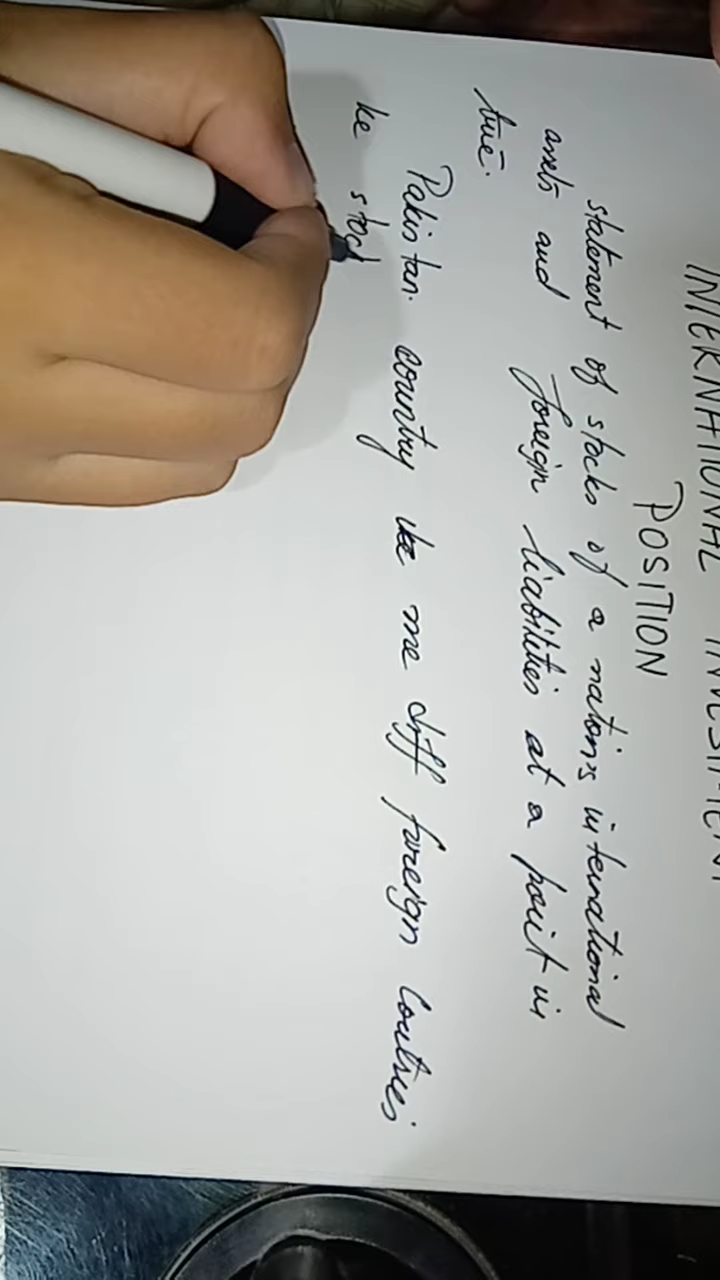 INTERNATIONAL INVESTMENT
POSITION
statement of stocks of a nation's international
assets and foreign liabilities at a point in
time.
Pakistan. country ke me diff foreign Coutries
ke stock